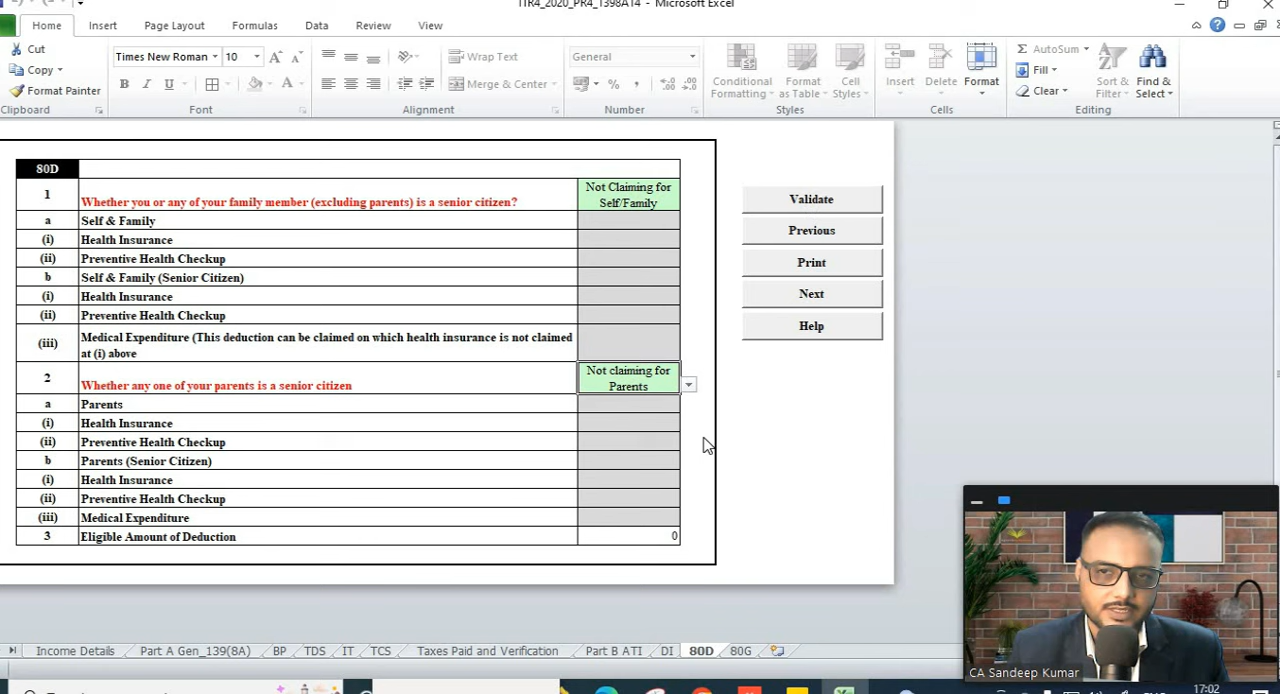 ITR4_2020_PR4_1398A14 - Microsoft Excel
Home Insert Page Layout Formulas Data Review View
Cut
Copy
Format Painter
Clipboard
Times New Roman 10
B I U A
Font
Wrap Text
Merge & Center
Alignment
General
%
Number
Conditional Formatting
Format as Table
Cell Styles
Styles
Insert Delete Format
Cells
Σ AutoSum
Fill
Clear
Sort & Filter
Find & Select
Editing
80D
1 Whether you or any of your family member (excluding parents) is a senior citizen? Not Claiming for
Self/Family
a Self & Family
(i) Health Insurance
(ii) Preventive Health Checkup
b Self & Family (Senior Citizen)
(i) Health Insurance
(ii) Preventive Health Checkup
(iii) Medical Expenditure (This deduction can be claimed on which health insurance is not claimed
at (i) above
2 Whether any one of your parents is a senior citizen Not claiming for
Parents
a Parents
(i) Health Insurance
(ii) Preventive Health Checkup
b Parents (Senior Citizen)
(i) Health Insurance
(ii) Preventive Health Checkup
(iii) Medical Expenditure
3 Eligible Amount of Deduction 0
Validate
Previous
Print
Next
Help
CA Sandeep Kumar
Income Details Part A Gen_139(8A) BP TDS IT TCS Taxes Paid and Verification Part B ATI DI 80D 80G
17:02